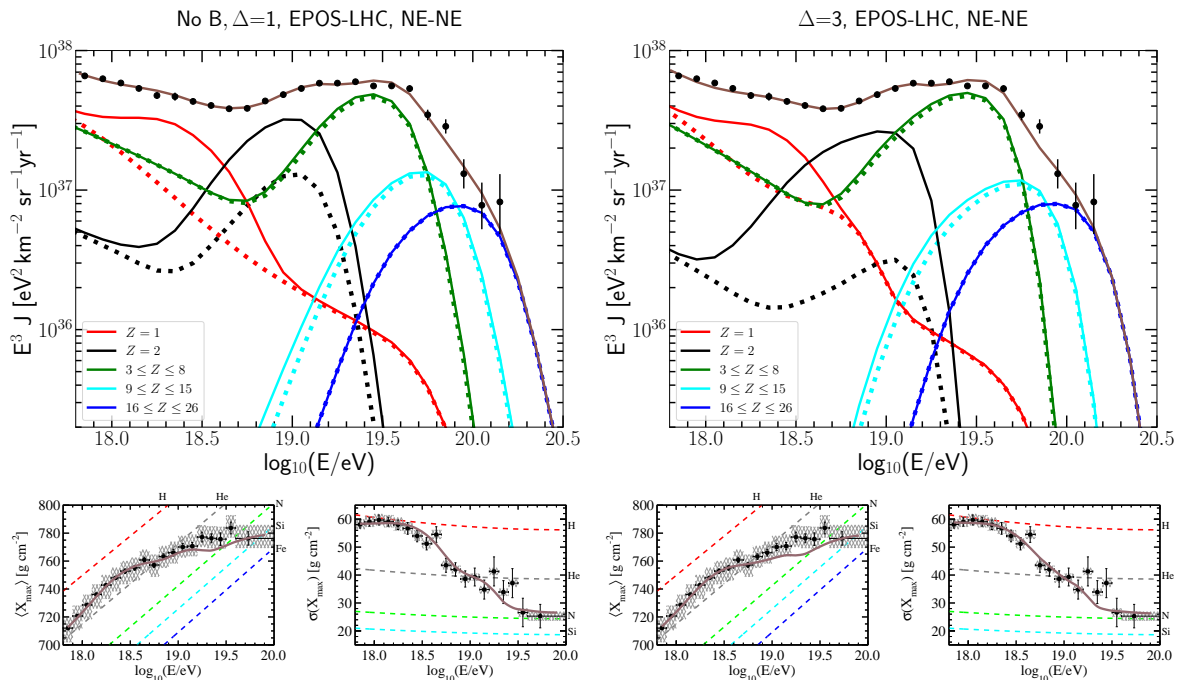 No B, Δ=1, EPOS-LHC, NE-NE
10^38
10^37
10^36
E^3 J [eV^2 km^−2 sr^−1 yr^−1]
Z = 1
Z = 2
3 ≤ Z ≤ 8
9 ≤ Z ≤ 15
16 ≤ Z ≤ 26
18.0 18.5 19.0 19.5 20.0 20.5
log10(E/eV)
Δ=3, EPOS-LHC, NE-NE
10^38
10^37
10^36
E^3 J [eV^2 km^−2 sr^−1 yr^−1]
Z = 1
Z = 2
3 ≤ Z ≤ 8
9 ≤ Z ≤ 15
16 ≤ Z ≤ 26
18.0 18.5 19.0 19.5 20.0 20.5
log10(E/eV)
H He N
Si
Fe
800
780
760
740
720
700
⟨Xmax⟩ [g cm^-2]
18.0 18.5 19.0 19.5 20.0
log10(E/eV)
60
50
40
30
20
σ(Xmax) [g cm^-2]
H
He
N
Si
18.0 18.5 19.0 19.5 20.0
log10(E/eV)
H He N
Si
Fe
800
780
760
740
720
700
⟨Xmax⟩ [g cm^-2]
18.0 18.5 19.0 19.5 20.0
log10(E/eV)
60
50
40
30
20
σ(Xmax) [g cm^-2]
H
He
N
Si
18.0 18.5 19.0 19.5 20.0
log10(E/eV)